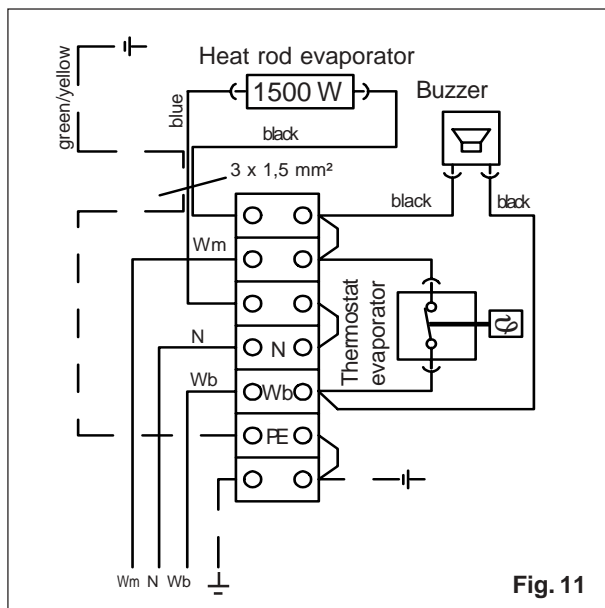 green/yellow
Heat rod evaporator
1500 W
Buzzer
blue
black
3 x 1,5 mm²
black
black
Wm
Thermostat
evaporator
ϑ
N
N
Wb
Wb
PE
Wm N Wb
Fig. 11